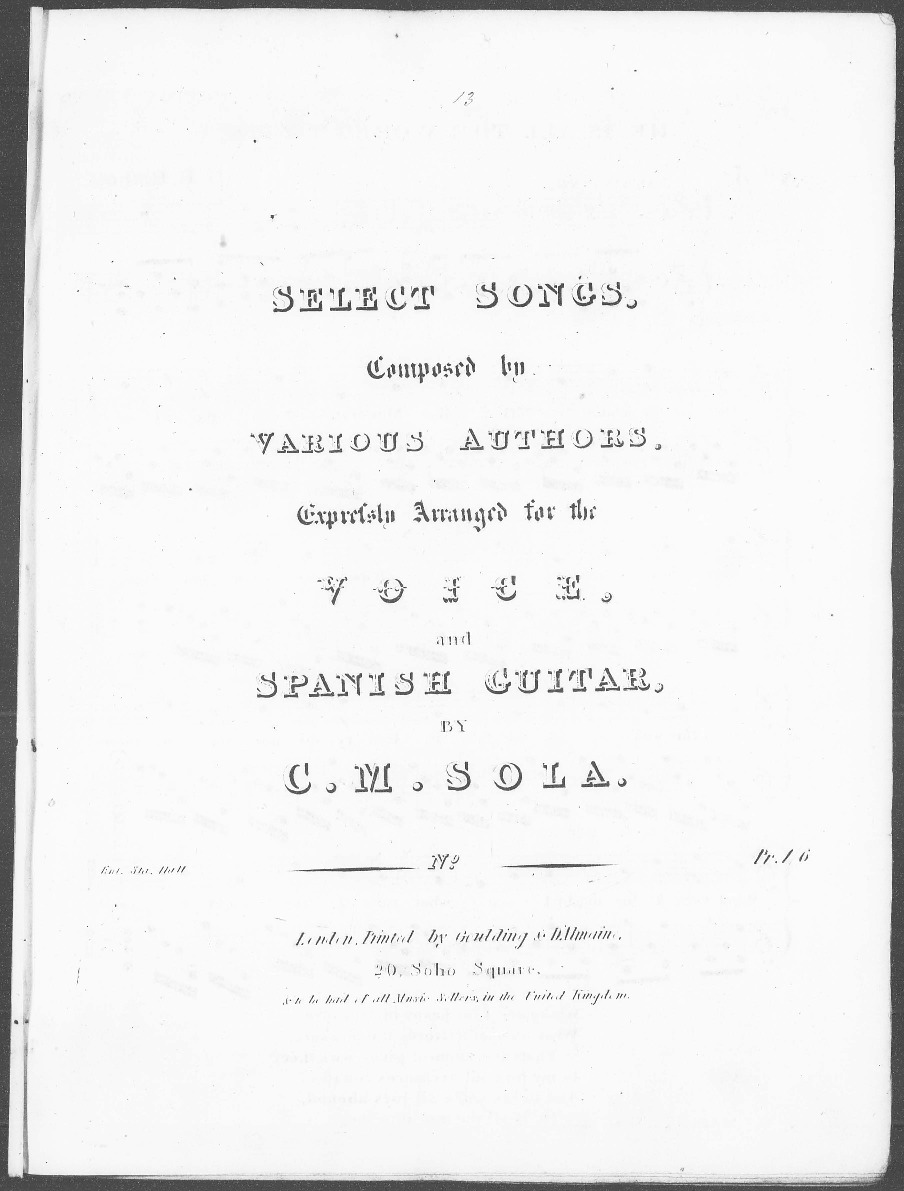 13
SELECT SONGS,
Composed by
VARIOUS AUTHORS,
Expreſsly Arranged for the
VOICE,
and
SPANISH GUITAR,
BY
C. M. SOLA.
Ent. Sta. Hall
No
Pr. 1/6
London, Printed by Goulding & D'Almaine,
20, Soho Square,
& to be had of all Music Sellers, in the United Kingdom.